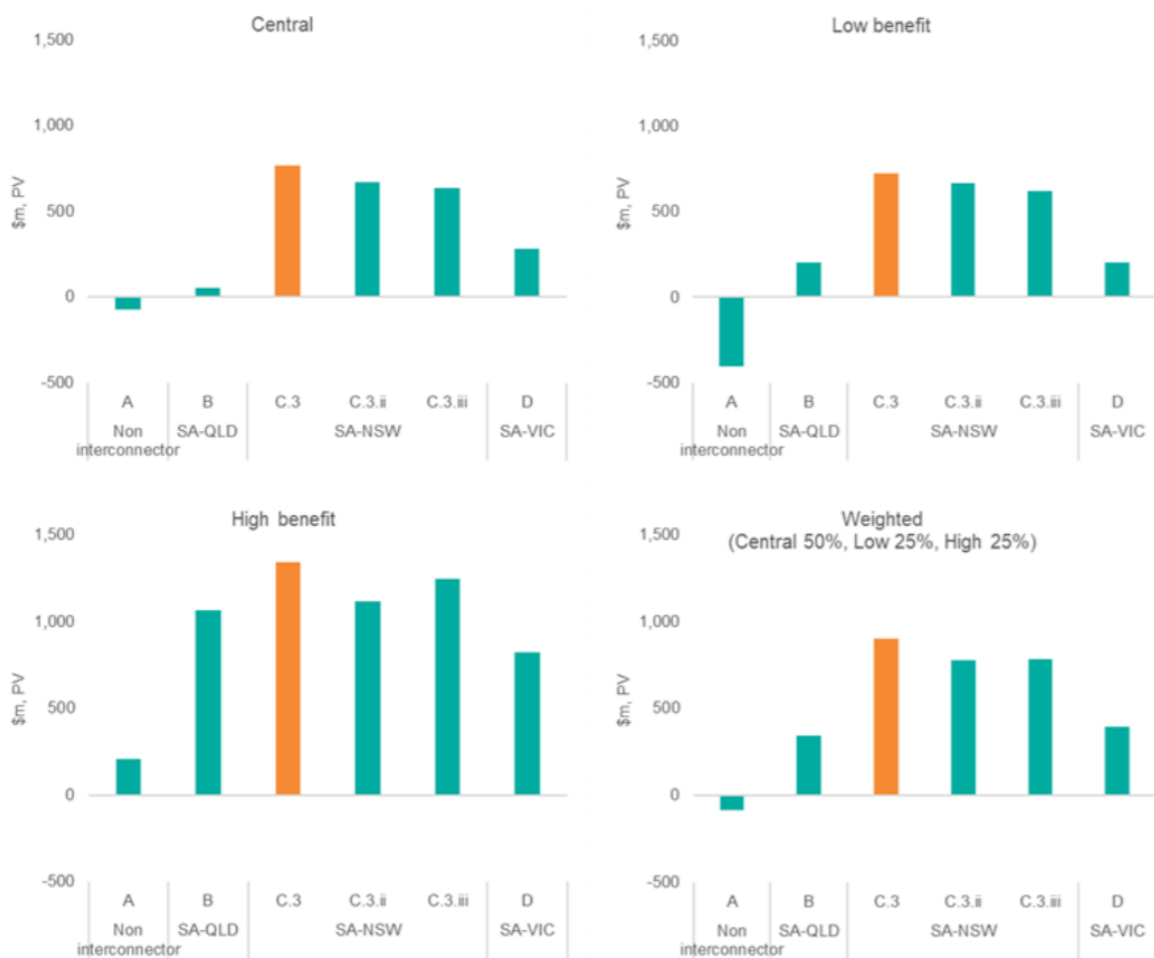 Central
1,500
1,000
500
0
-500
$m, PV
A B C.3 C.3.ii C.3.iii D
Non SA-QLD SA-NSW SA-VIC
interconnector
Low benefit
1,500
1,000
500
0
-500
$m, PV
A B C.3 C.3.ii C.3.iii D
Non SA-QLD SA-NSW SA-VIC
interconnector
High benefit
1,500
1,000
500
0
-500
$m, PV
A B C.3 C.3.ii C.3.iii D
Non SA-QLD SA-NSW SA-VIC
interconnector
Weighted
(Central 50%, Low 25%, High 25%)
1,500
1,000
500
0
-500
$m, PV
A B C.3 C.3.ii C.3.iii D
Non SA-QLD SA-NSW SA-VIC
interconnector